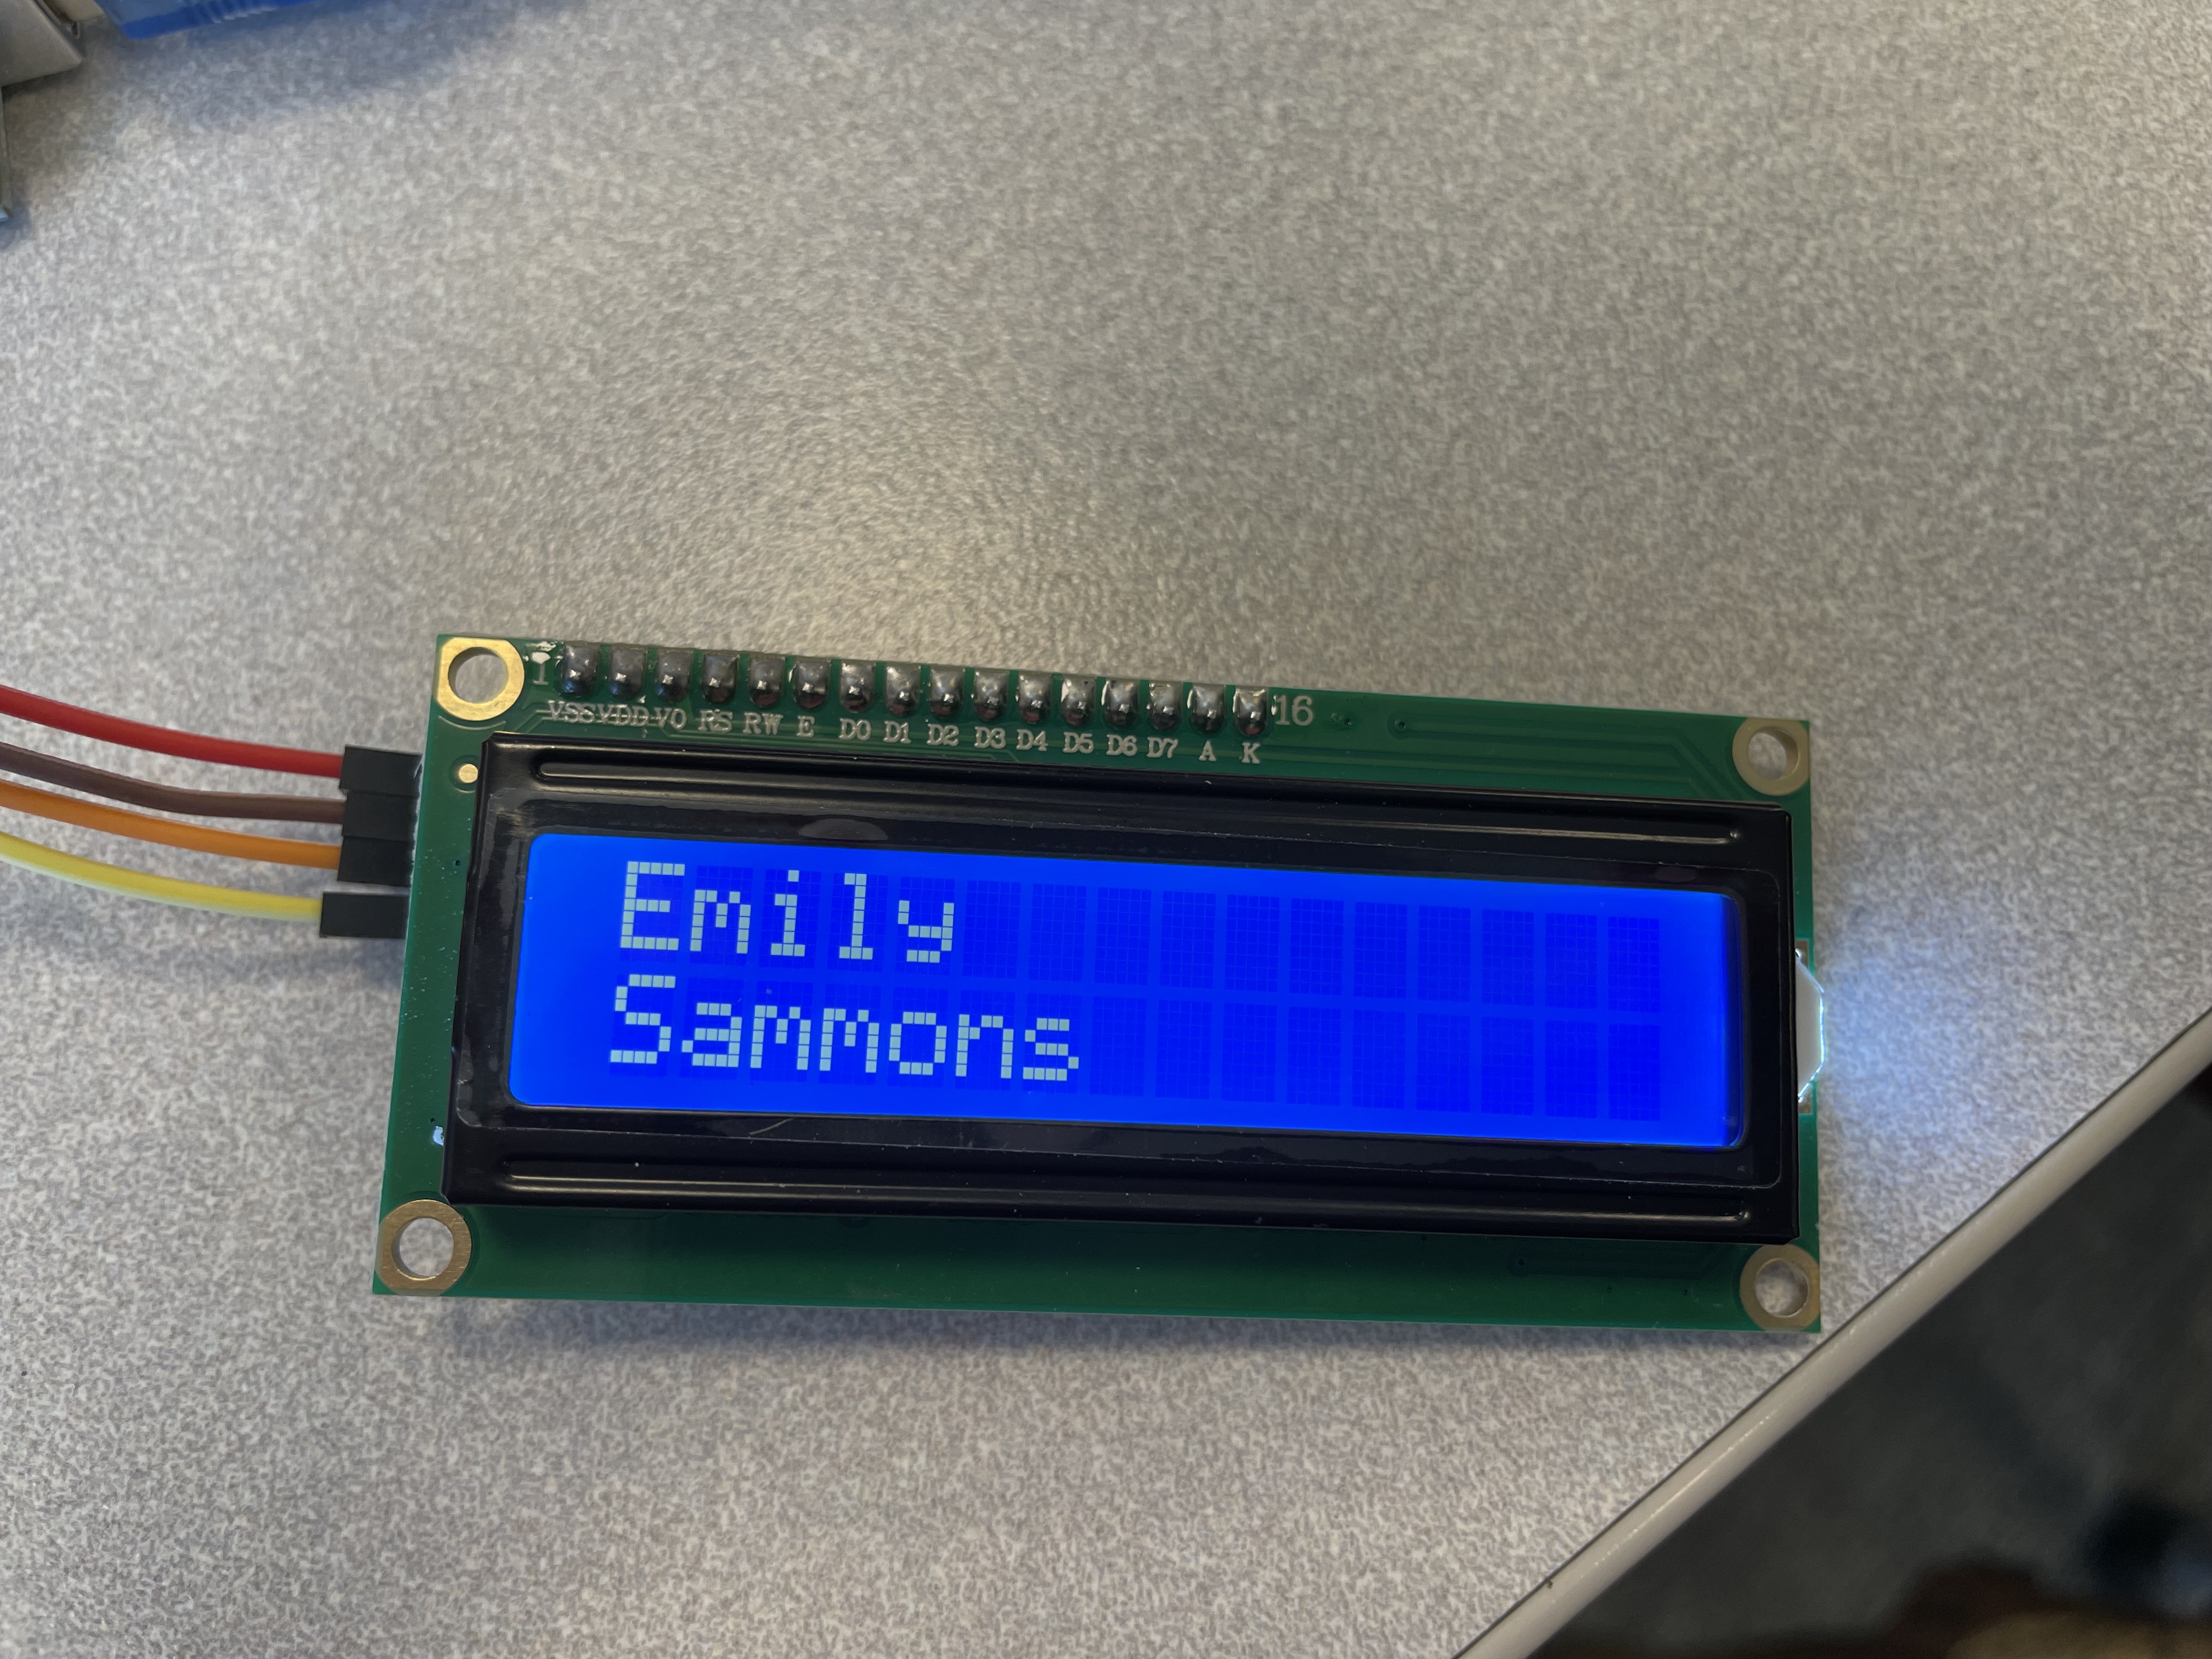 Emily
Sammons
1
VSS VDD V0 RS RW E D0 D1 D2 D3 D4 D5 D6 D7 A K
16